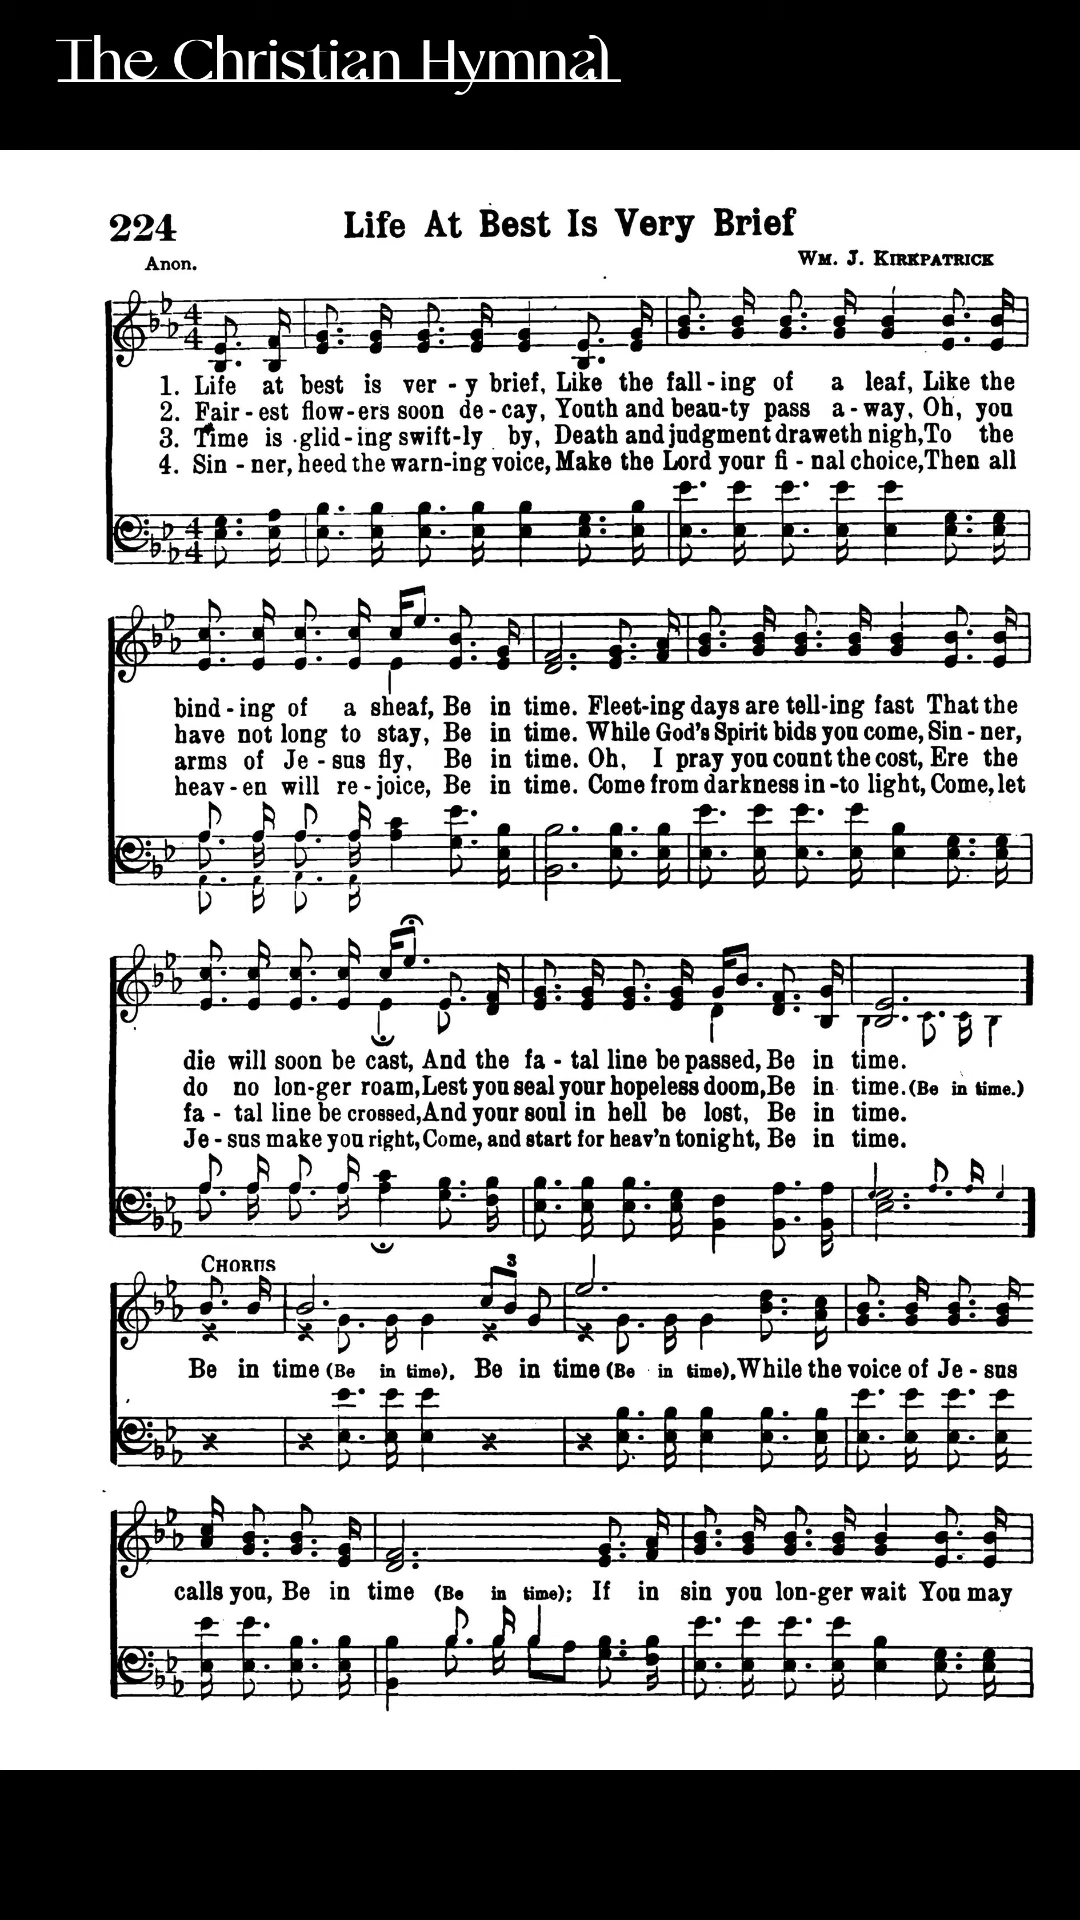 The Christian Hymnal
224 Life At Best Is Very Brief
Anon. WM. J. KIRKPATRICK
1. Life at best is ver - y brief, Like the fall - ing of a leaf, Like the
2. Fair - est flow - ers soon de - cay, Youth and beau - ty pass a - way, Oh, you
3. Time is glid - ing swift - ly by, Death and judgment draweth nigh, To the
4. Sin - ner, heed the warn - ing voice, Make the Lord your fi - nal choice, Then all
bind - ing of a sheaf, Be in time. Fleet - ing days are tell - ing fast That the
have not long to stay, Be in time. While God's Spirit bids you come, Sin - ner,
arms of Je - sus fly, Be in time. Oh, I pray you count the cost, Ere the
heav - en will re - joice, Be in time. Come from darkness in - to light, Come, let
die will soon be cast, And the fa - tal line be passed, Be in time.
do no lon - ger roam, Lest you seal your hopeless doom, Be in time. (Be in time.)
fa - tal line be crossed, And your soul in hell be lost, Be in time.
Je - sus make you right, Come, and start for heav'n tonight, Be in time.
CHORUS
3
Be in time (Be in time), Be in time (Be in time), While the voice of Je - sus
calls you, Be in time (Be in time); If in sin you lon - ger wait You may